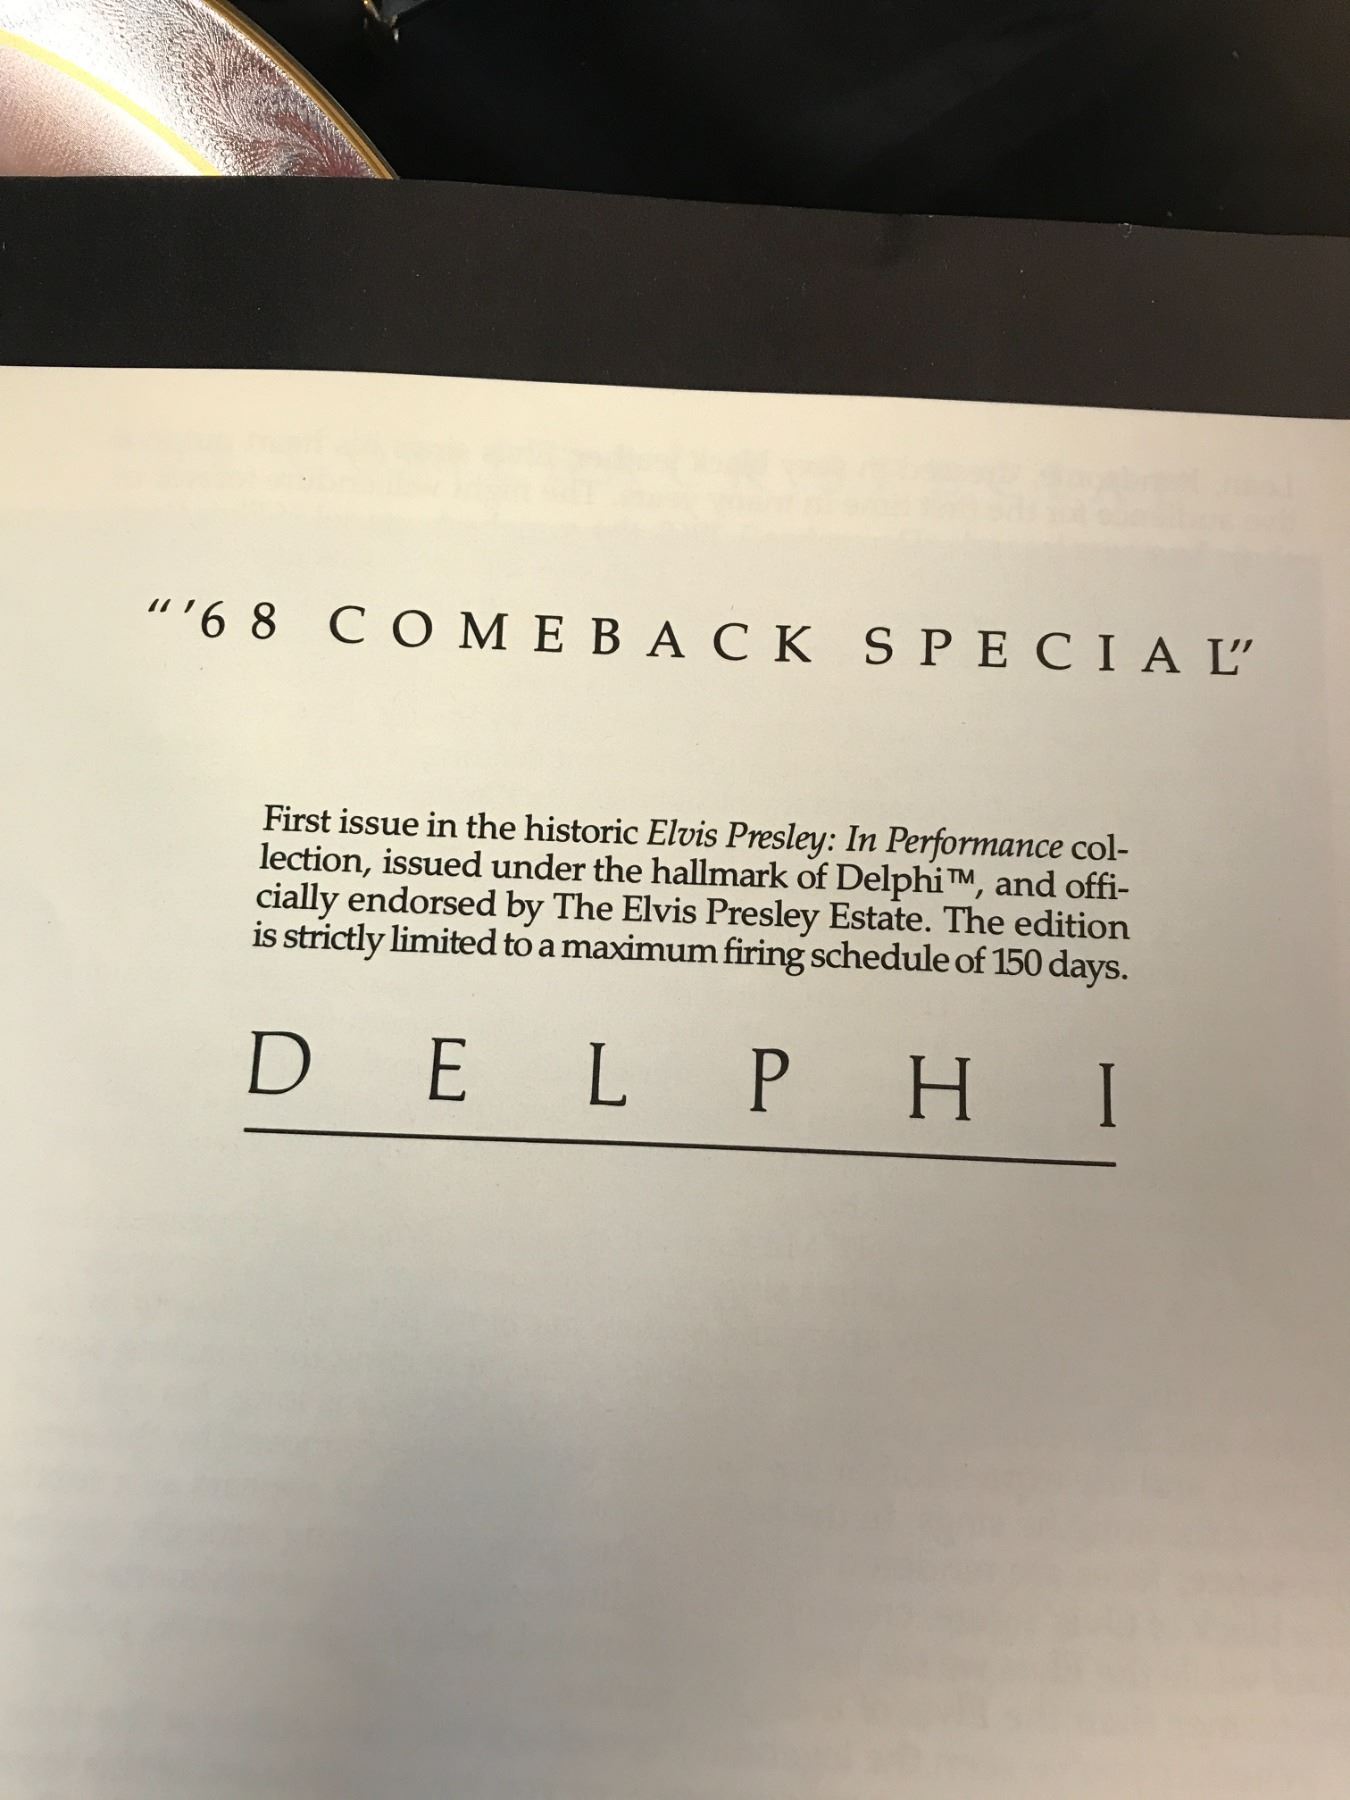 “’68 COMEBACK SPECIAL”
First issue in the historic Elvis Presley: In Performance col-
lection, issued under the hallmark of Delphi™, and offi-
cially endorsed by The Elvis Presley Estate. The edition
is strictly limited to a maximum firing schedule of 150 days.
DELPHI